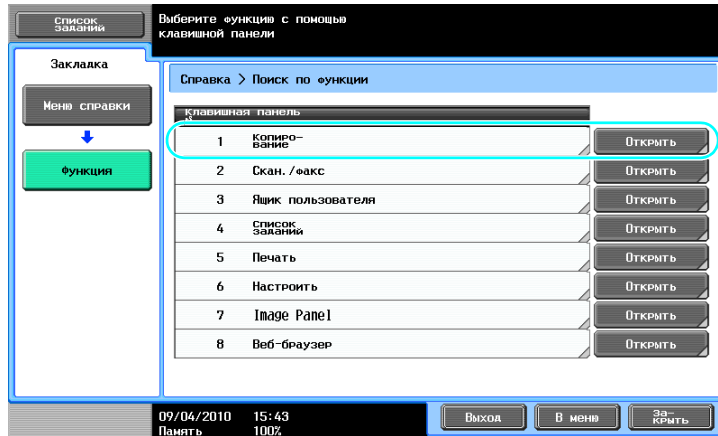 Список
заданий
Выберите функцию с помощью
клавишной панели
Закладка
Меню справки
Функция
Справка > Поиск по функции
Клавишная панель
1 Копиро-
вание Открыть
2 Скан./факс Открыть
3 Ящик пользователя Открыть
4 Список
заданий Открыть
5 Печать Открыть
6 Настроить Открыть
7 Image Panel Открыть
8 Веб-браузер Открыть
09/04/2010 15:43
Память 100%
Выход
В меню
За-
крыть